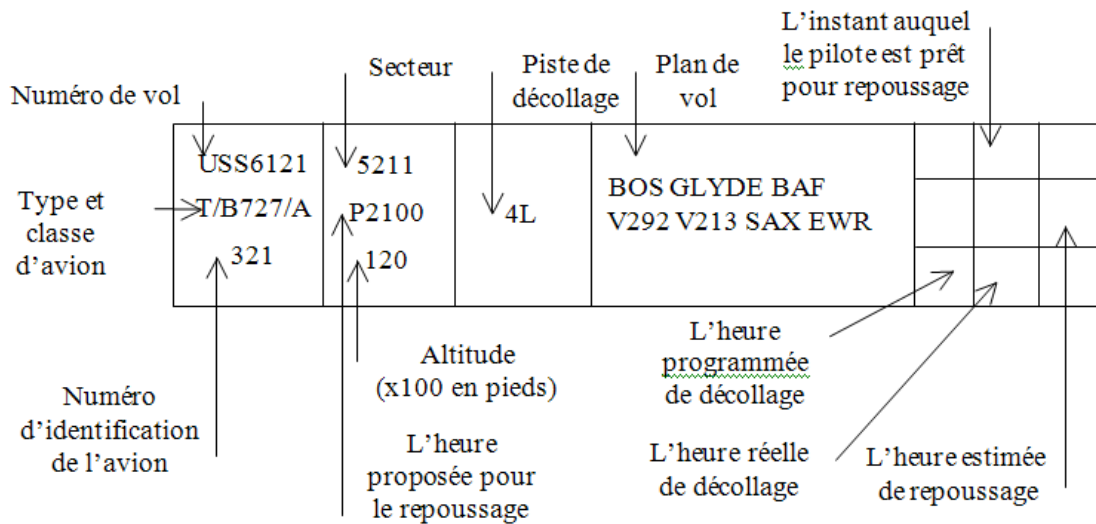 Numéro de vol
Secteur
Piste de
décollage
Plan de
vol
L'instant auquel
le pilote est prêt
pour repoussage
Type et
classe
d'avion
USS6121
T/B727/A
321
5211
P2100
120
4L
BOS GLYDE BAF
V292 V213 SAX EWR
Numéro
d'identification
de l'avion
Altitude
(x100 en pieds)
L'heure
proposée pour
le repoussage
L'heure
programmée
de décollage
L'heure réelle
de décollage
L'heure estimée
de repoussage